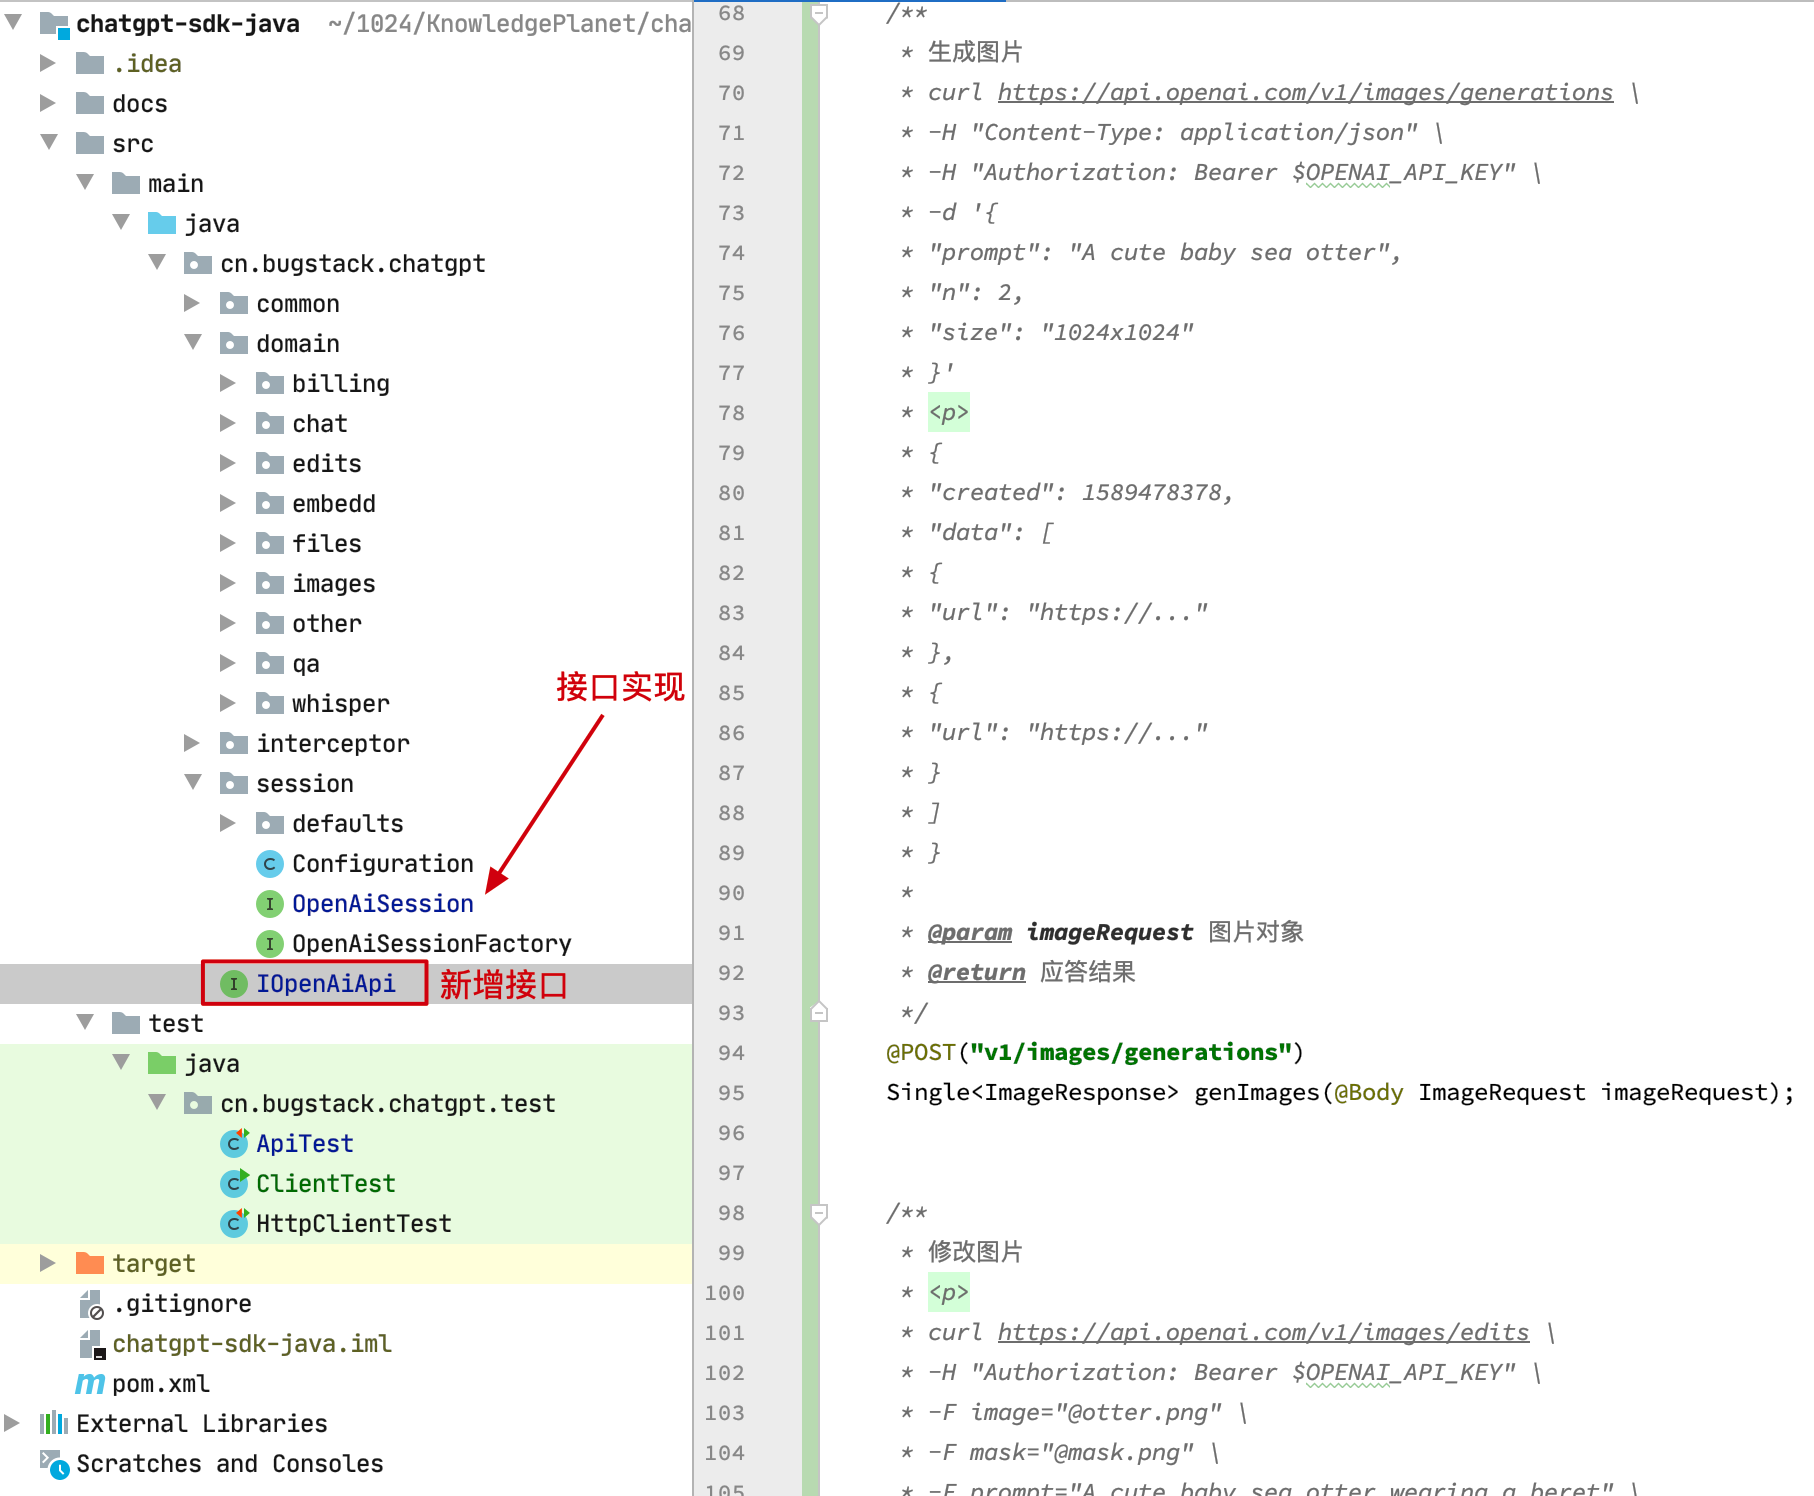 chatgpt-sdk-java ~/1024/KnowledgePlanet/cha
.idea
docs
src
main
java
cn.bugstack.chatgpt
common
domain
billing
chat
edits
embedd
files
images
other
qa
whisper
接口实现
interceptor
session
defaults
Configuration
OpenAiSession
OpenAiSessionFactory
IOpenAiApi 新增接口
test
java
cn.bugstack.chatgpt.test
ApiTest
ClientTest
HttpClientTest
target
.gitignore
chatgpt-sdk-java.iml
pom.xml
External Libraries
Scratches and Consoles
68 /**
69 * 生成图片
70 * curl https://api.openai.com/v1/images/generations \
71 * -H "Content-Type: application/json" \
72 * -H "Authorization: Bearer $OPENAI_API_KEY" \
73 * -d '{
74 * "prompt": "A cute baby sea otter",
75 * "n": 2,
76 * "size": "1024x1024"
77 * }'
78 * <p>
79 * {
80 * "created": 1589478378,
81 * "data": [
82 * {
83 * "url": "https://..."
84 * },
85 * {
86 * "url": "https://..."
87 * }
88 * ]
89 * }
90 *
91 * @param imageRequest 图片对象
92 * @return 应答结果
93 */
94 @POST("v1/images/generations")
95 Single<ImageResponse> genImages(@Body ImageRequest imageRequest);
96
97
98 /**
99 * 修改图片
100 * <p>
101 * curl https://api.openai.com/v1/images/edits \
102 * -H "Authorization: Bearer $OPENAI_API_KEY" \
103 * -F image="@otter.png" \
104 * -F mask="@mask.png" \
105 * -F prompt="A cute baby sea otter wearing a beret" \